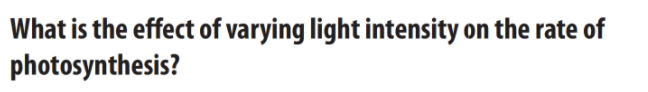 What is the effect of varying light intensity on the rate of
photosynthesis?